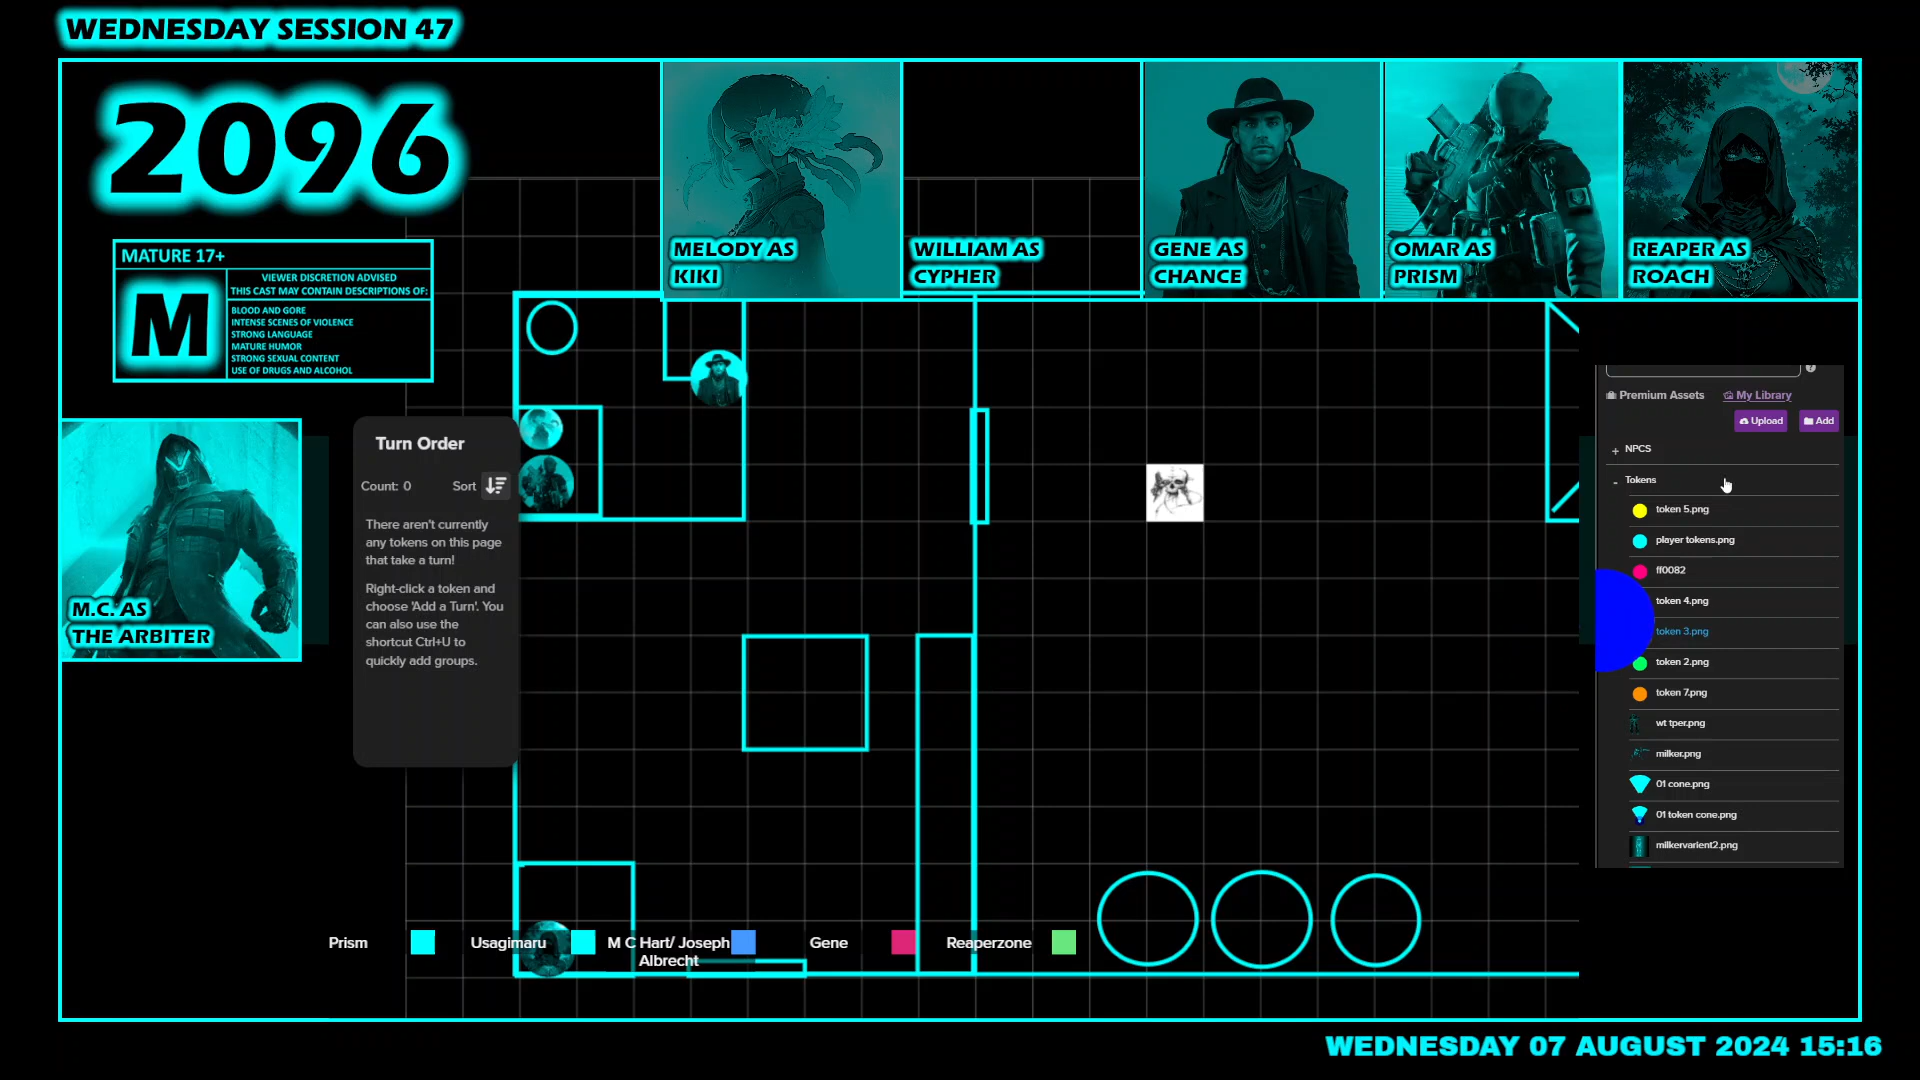 WEDNESDAY SESSION 47
2096
MATURE 17+
M
VIEWER DISCRETION ADVISED
THIS CAST MAY CONTAIN DESCRIPTIONS OF:
BLOOD AND GORE
INTENSE SCENES OF VIOLENCE
STRONG LANGUAGE
MATURE HUMOR
STRONG SEXUAL CONTENT
USE OF DRUGS AND ALCOHOL
MELODY AS
KIKI
WILLIAM AS
CYPHER
GENE AS
CHANCE
OMAR AS
PRISM
REAPER AS
ROACH
M.C. AS
THE ARBITER
Turn Order
Count: 0 Sort
There aren't currently
any tokens on this page
that take a turn!
Right-click a token and
choose 'Add a Turn'. You
can also use the
shortcut Ctrl+U to
quickly add groups.
Premium Assets My Library
Upload Add
+ NPCS
- Tokens
token 5.png
player tokens.png
ff0082
token 4.png
token 3.png
token 2.png
token 7.png
wt tper.png
milker.png
01 cone.png
01 token cone.png
milkervarient2.png
Prism
Usagimaru
M C Hart/ Joseph
Albrecht
Gene
Reaperzone
WEDNESDAY 07 AUGUST 2024 15:16